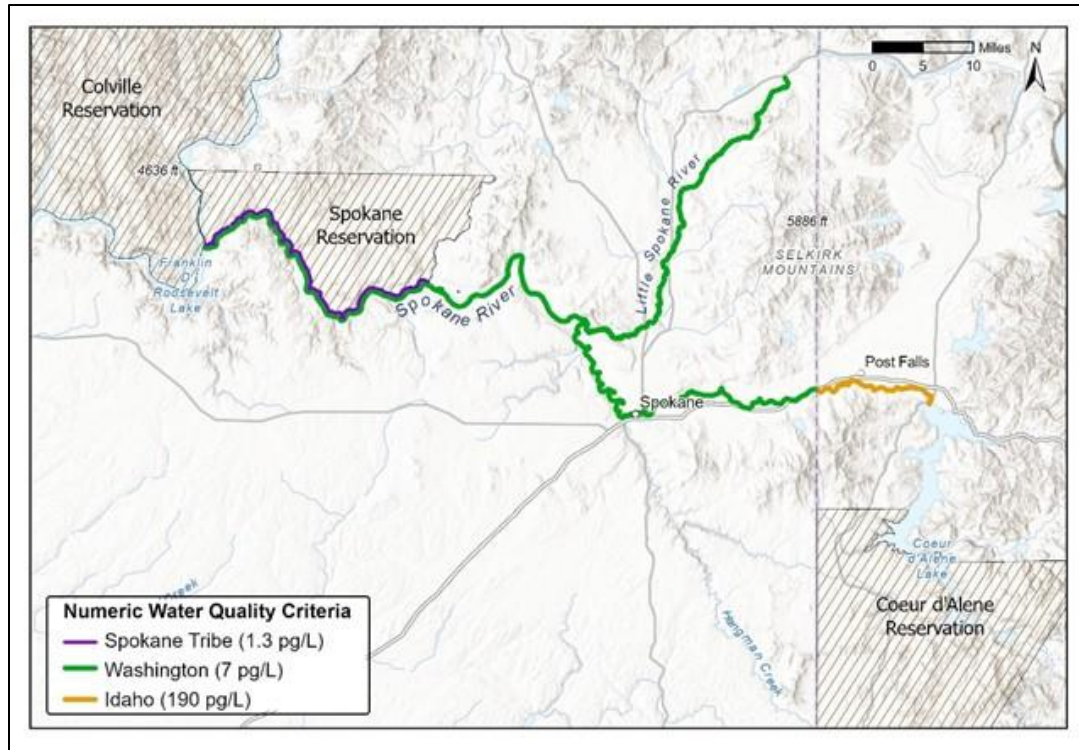 Miles
N
0 5 10
Colville
Reservation
4636 ft
Spokane
Reservation
5886 ft
SELKIRK
MOUNTAINS
Little Spokane River
Franklin
D
Roosevelt
Lake
Spokane River
Post Falls
Spokane
Coeur
d'Alene
Lake
Coeur d'Alene
Reservation
Hangman Creek
Creek
Numeric Water Quality Criteria
Spokane Tribe (1.3 pg/L)
Washington (7 pg/L)
Idaho (190 pg/L)